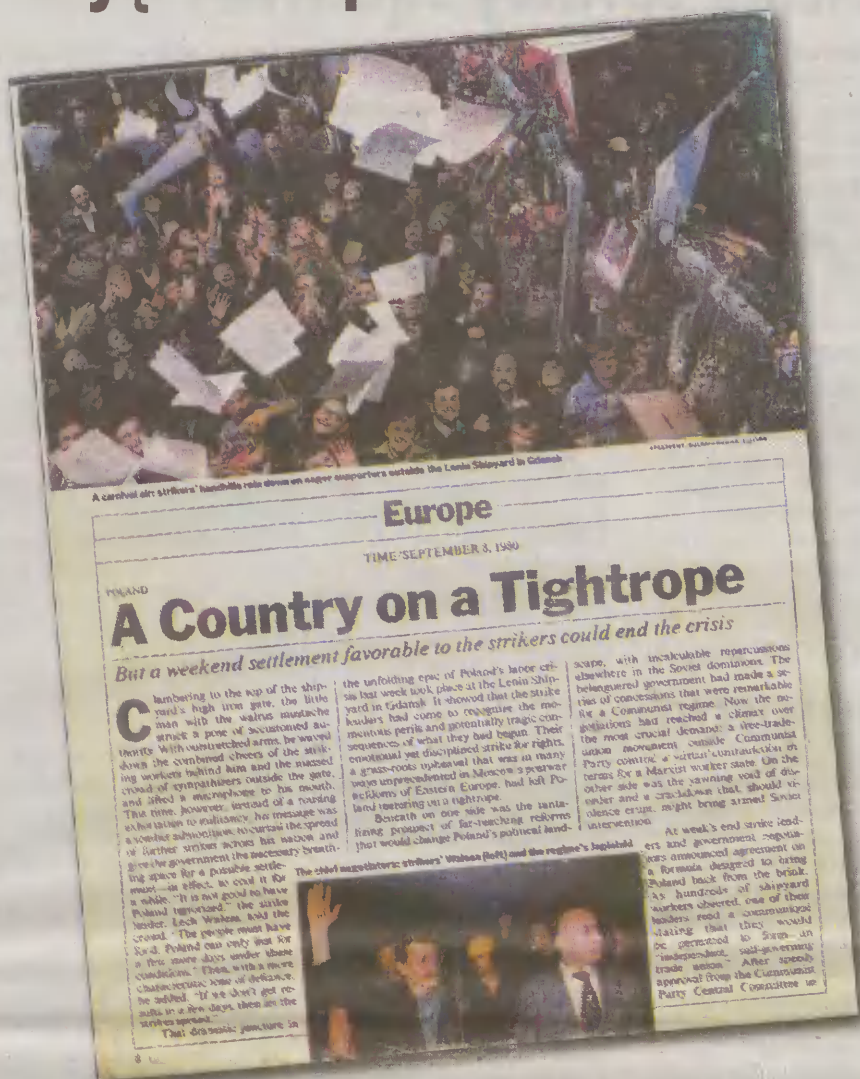 A carnival air: strikers' handbills rain down on eager supporters outside the Lenin Shipyard in Gdansk
Europe
TIME/SEPTEMBER 8, 1980
POLAND
A Country on a Tightrope
But a weekend settlement favorable to the strikers could end the crisis
Clambering to the top of the ship-
yard's high iron gate, the little
man with the walrus mustache
struck a pose of accustomed au-
thority. With outstretched arms, he waved
down the combined cheers of the strik-
ing workers behind him and the massed
crowd of sympathizers outside the gate,
and lifted a microphone to his mouth.
This time, however, instead of a rousing
exhortation to militancy, his message was
a somber admonition: to curtail the spread
of further strikes across his nation and
give the government the necessary breath-
ing space for a possible settle-
ment—in effect, to cool it for
a while. "It is not good to have
Poland," the strike
leader, Lech Walesa, told the
crowd. "The people must have
food. Poland can only last for
a few more days under these
conditions." Then, with a more
characteristic tone of defiance,
he added, "If we don't get re-
sults in a few days, then let the
strikes spread."
That dramatic juncture in
the unfolding epic of Poland's labor cri-
sis last week took place at the Lenin Ship-
yard in Gdansk. It showed that the strike
leaders had come to recognize the mo-
mentous perils and potentially tragic con-
sequences of what they had begun. Their
emotional yet disciplined strike for rights,
a grass-roots upheaval that was in many
ways unprecedented in Moscow's postwar
fiefdoms of Eastern Europe, had left Po-
land teetering on a tightrope.
Beneath on one side was the tanta-
lizing prospect of far-reaching reforms
that would change Poland's political land-
scape, with incalculable repercussions
elsewhere in the Soviet dominions. The
beleaguered government had made a se-
ries of concessions that were remarkable
for a Communist regime. Now the ne-
gotiations had reached a climax over
the most crucial demand: a free-trade-
union movement outside Communist
Party control, a virtual contradiction in
terms for a Marxist worker state. On the
other side was the yawning void of dis-
order and a crackdown that, should vi-
olence erupt, might bring armed Soviet
intervention.
At week's end strike lead-
ers and government negotia-
tors announced agreement on
a formula designed to bring
Poland back from the brink.
As hundreds of shipyard
workers cheered, one of their
leaders read a communiqué
stating that they would
be permitted to form an
"independent, self-governing
trade union." After speedy
approval from the Communist
Party Central Committee in
The chief negotiators: strikers' Walesa (left) and the regime's Jagielski
8